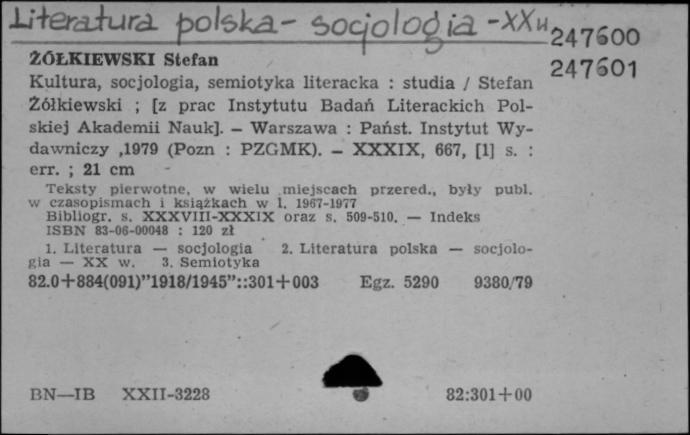 Literatura polska - socjologia - XX w
247600
247601
ŻÓŁKIEWSKI Stefan
Kultura, socjologia, semiotyka literacka : studia / Stefan
Żółkiewski ; [z prac Instytutu Badań Literackich Pol-
skiej Akademii Nauk]. — Warszawa : Państ. Instytut Wy-
dawniczy ,1979 (Pozn : PZGMK). — XXXIX, 667, [1] s. :
err. ; 21 cm
Teksty pierwotne, w wielu miejscach przered., były publ.
w czasopismach i książkach w l. 1967-1977
Bibliogr. s. XXXVIII-XXXIX oraz s. 509-510. — Indeks
ISBN 83-06-00048 : 120 zł
1. Literatura — socjologia 2. Literatura polska — socjolo-
gia — XX w. 3. Semiotyka
82.0+884(091)”1918/1945”::301+003 Egz. 5290 9380/79
BN—IB XXII-3228 82:301+00